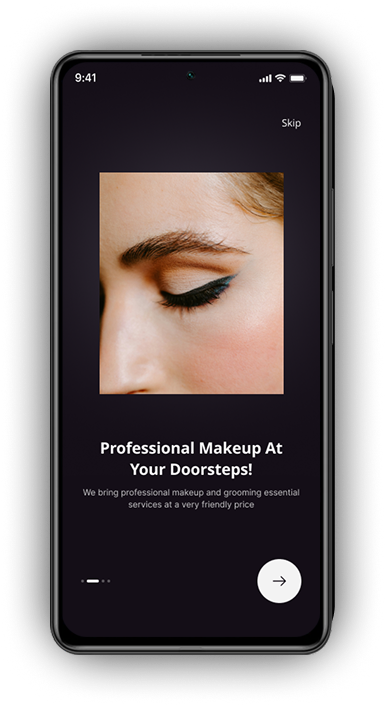 9:41
Skip
Professional Makeup At
Your Doorsteps!
We bring professional makeup and grooming essential
services at a very friendly price